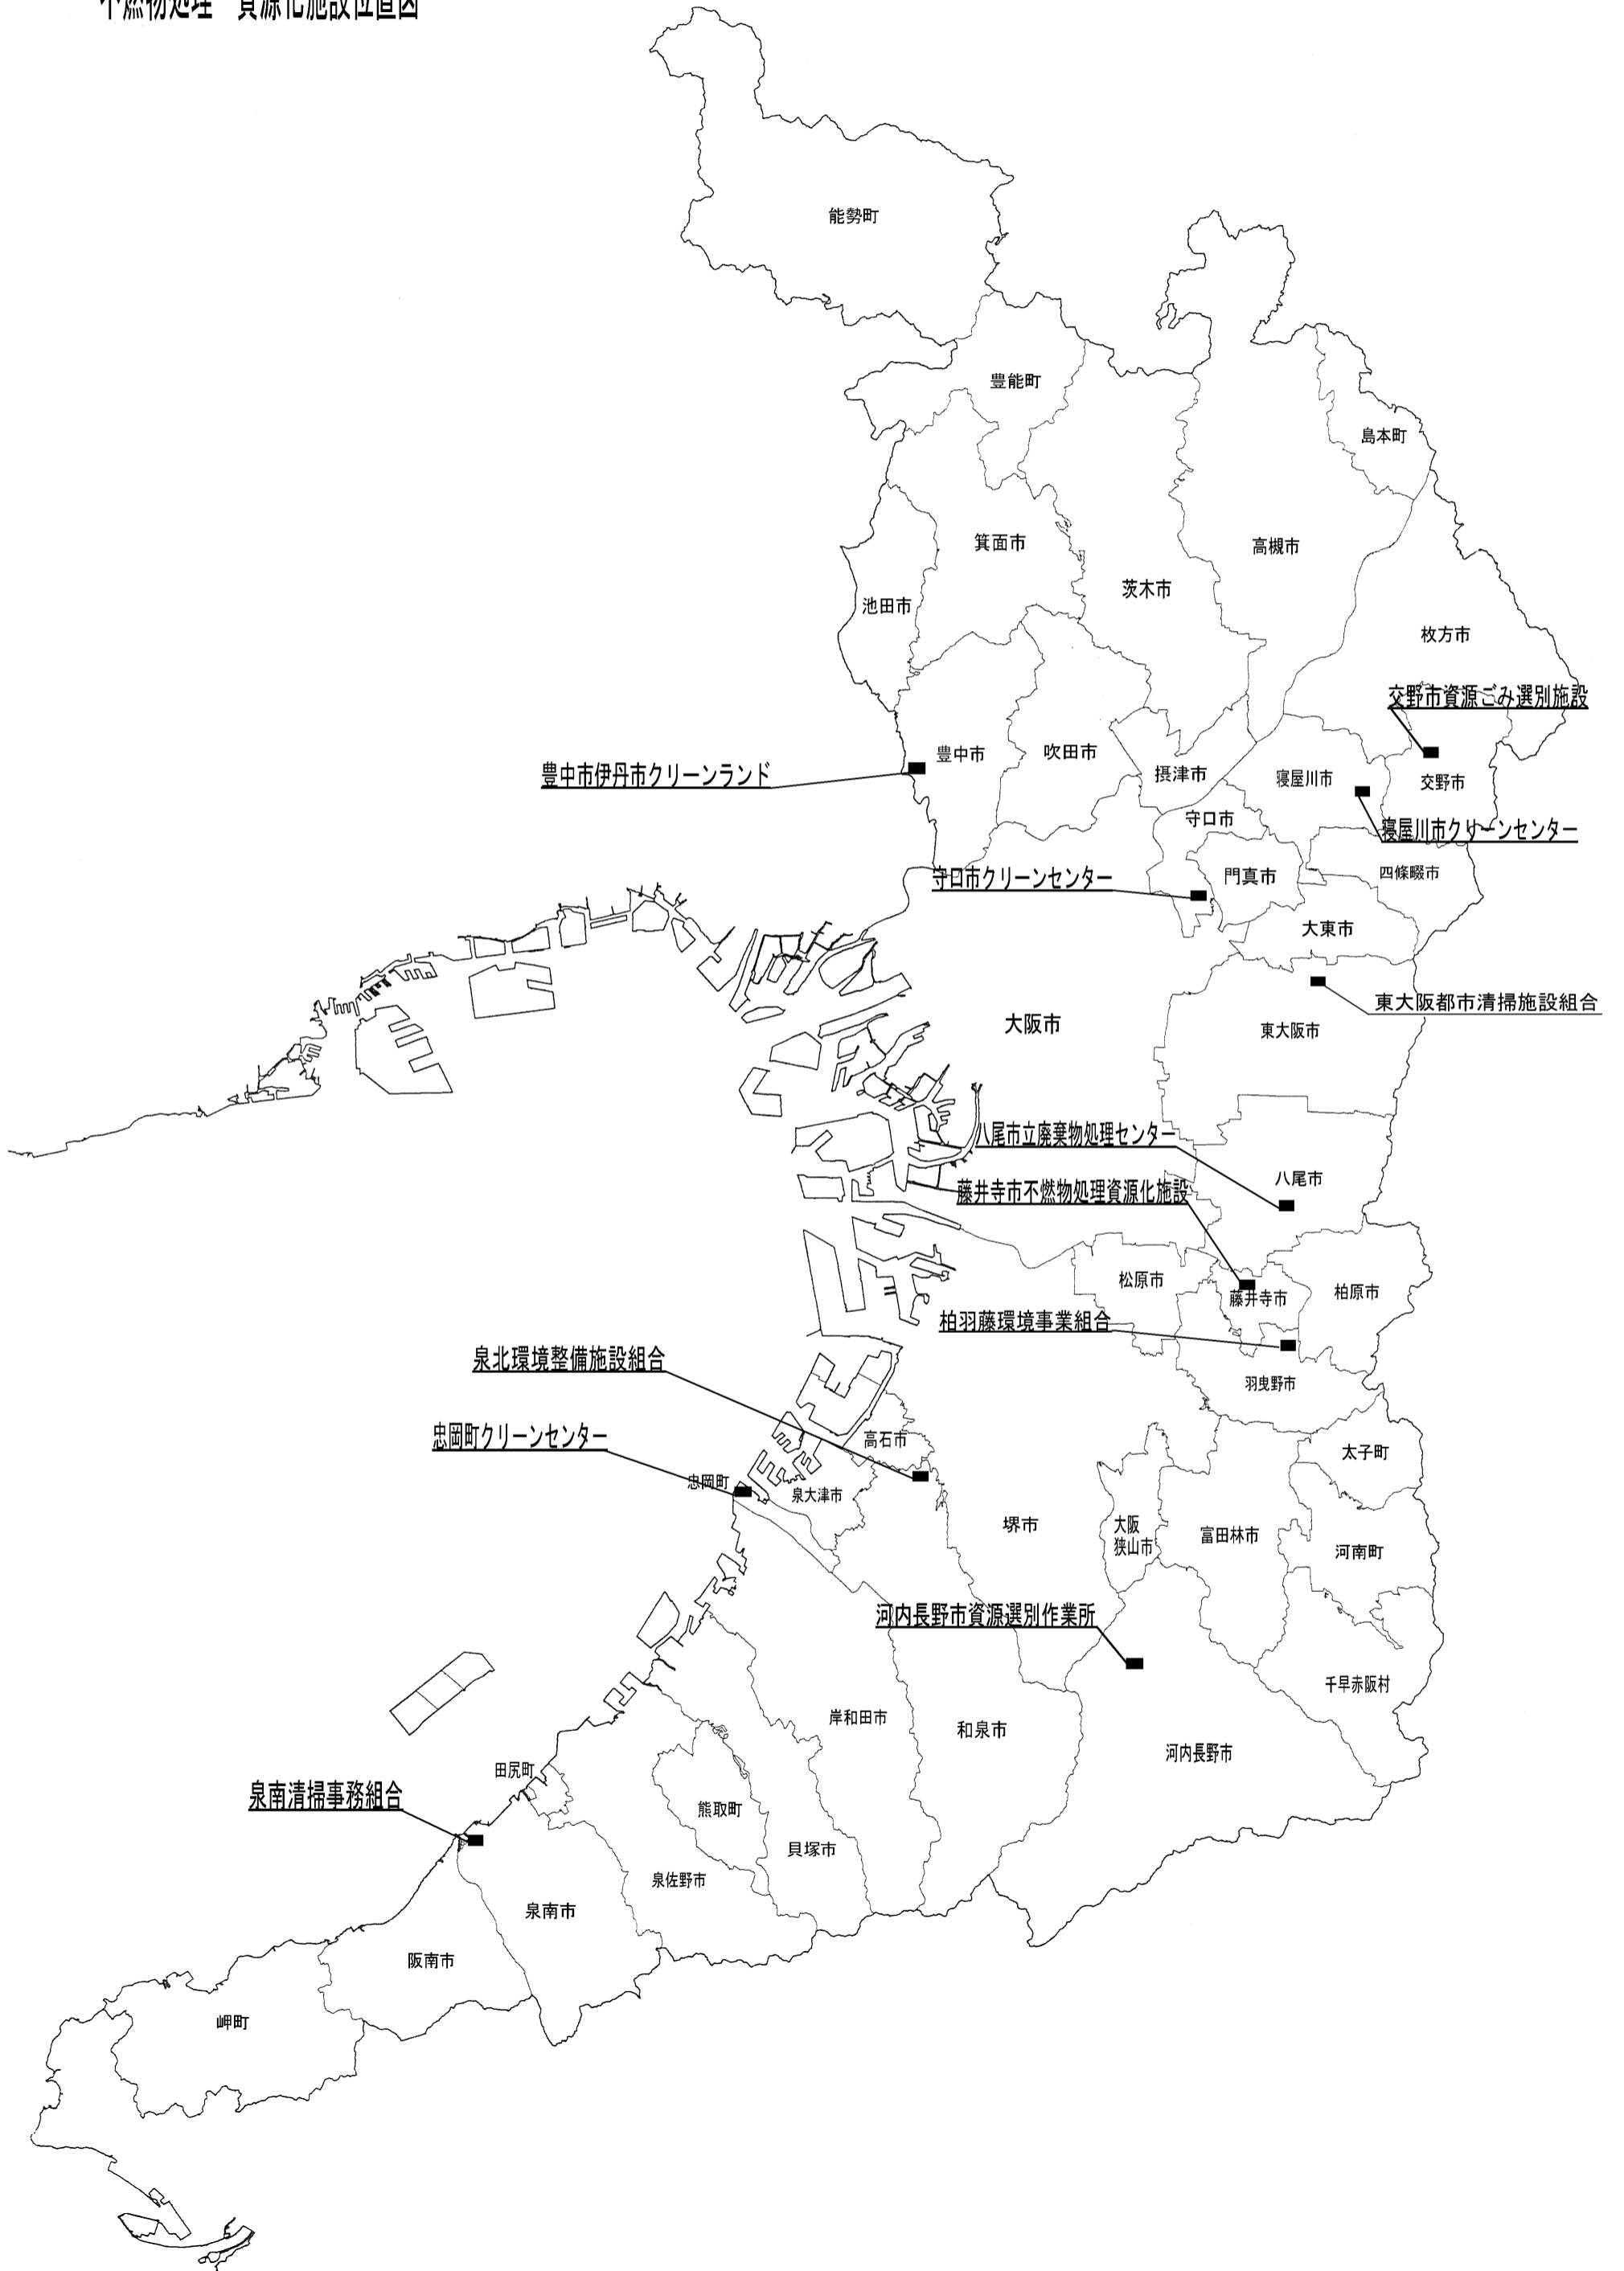 不燃物処理 資源化施設位置図
能勢町
豊能町
島本町
箕面市
高槻市
茨木市
池田市
枚方市
交野市資源ごみ選別施設
豊中市
吹田市
摂津市
寝屋川市
交野市
豊中市伊丹市クリーンランド
守口市
寝屋川市クリーンセンター
守口市クリーンセンター
門真市
四條畷市
大東市
東大阪都市清掃施設組合
大阪市
東大阪市
八尾市立廃棄物処理センター
八尾市
藤井寺市不燃物処理資源化施設
松原市
藤井寺市
柏原市
柏羽藤環境事業組合
泉北環境整備施設組合
羽曳野市
忠岡町クリーンセンター
高石市
太子町
忠岡町
泉大津市
堺市
大阪
狭山市
富田林市
河南町
河内長野市資源選別作業所
千早赤阪村
岸和田市
和泉市
河内長野市
田尻町
泉南清掃事務組合
熊取町
貝塚市
泉佐野市
泉南市
阪南市
岬町